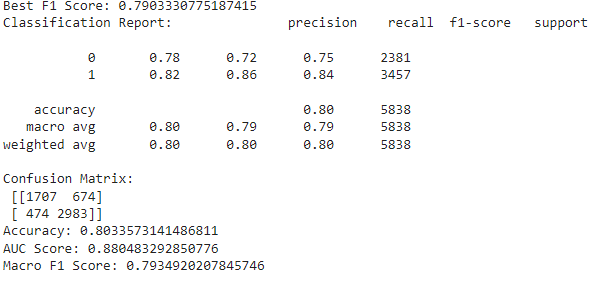 Best F1 Score: 0.7903330775187415
Classification Report:               precision    recall  f1-score   support

           0       0.78      0.72      0.75      2381
           1       0.82      0.86      0.84      3457

    accuracy                           0.80      5838
   macro avg       0.80      0.79      0.79      5838
weighted avg       0.80      0.80      0.80      5838

Confusion Matrix:
 [[1707  674]
 [ 474 2983]]
Accuracy: 0.8033573141486811
AUC Score: 0.880483292850776
Macro F1 Score: 0.7934920207845746